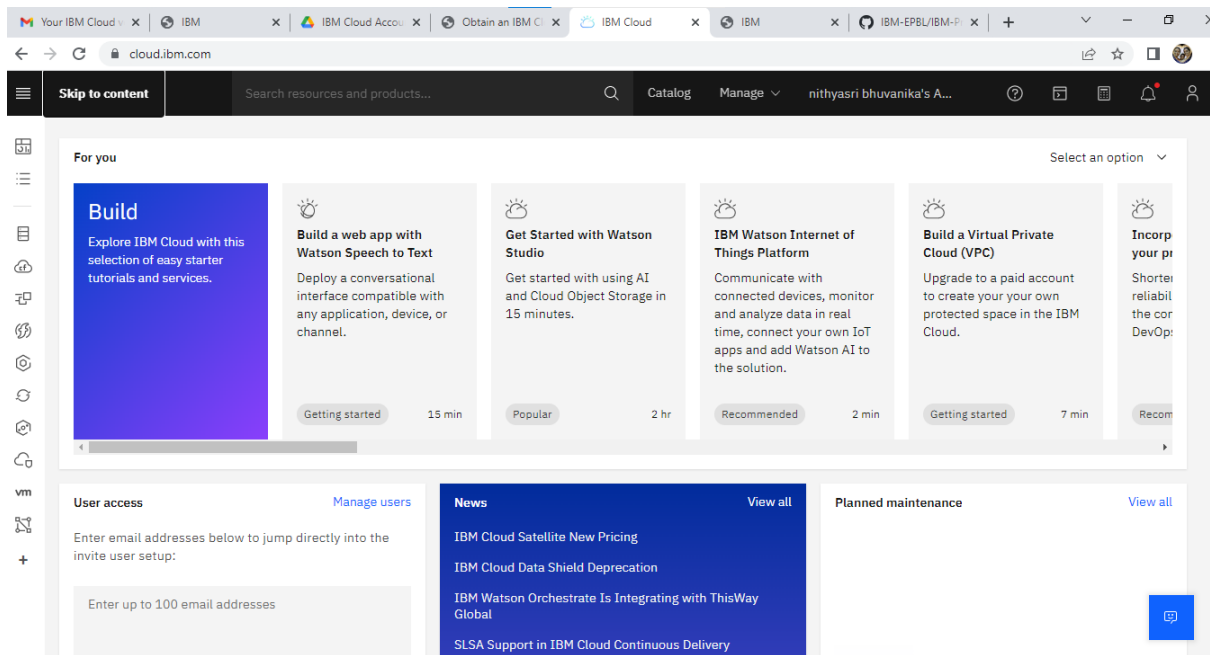 Your IBM Cloud
IBM
IBM Cloud Accou
Obtain an IBM Cl
IBM Cloud
IBM
IBM-EPBL/IBM-P
cloud.ibm.com
Skip to content
Search resources and products...
Catalog
Manage
nithyasri bhuvanika's A...
For you
Select an option
Build
Explore IBM Cloud with this
selection of easy starter
tutorials and services.
Build a web app with
Watson Speech to Text
Deploy a conversational
interface compatible with
any application, device, or
channel.
Getting started
15 min
Get Started with Watson
Studio
Get started with using AI
and Cloud Object Storage in
15 minutes.
Popular
2 hr
IBM Watson Internet of
Things Platform
Communicate with
connected devices, monitor
and analyze data in real
time, connect your own IoT
apps and add Watson AI to
the solution.
Recommended
2 min
Build a Virtual Private
Cloud (VPC)
Upgrade to a paid account
to create your your own
protected space in the IBM
Cloud.
Getting started
7 min
Incorp
your pr
Shorter
reliabil
the cor
DevOps
Recom
vm
User access
Manage users
Enter email addresses below to jump directly into the
invite user setup:
Enter up to 100 email addresses
News
View all
IBM Cloud Satellite New Pricing
IBM Cloud Data Shield Deprecation
IBM Watson Orchestrate Is Integrating with ThisWay
Global
SLSA Support in IBM Cloud Continuous Delivery
Planned maintenance
View all